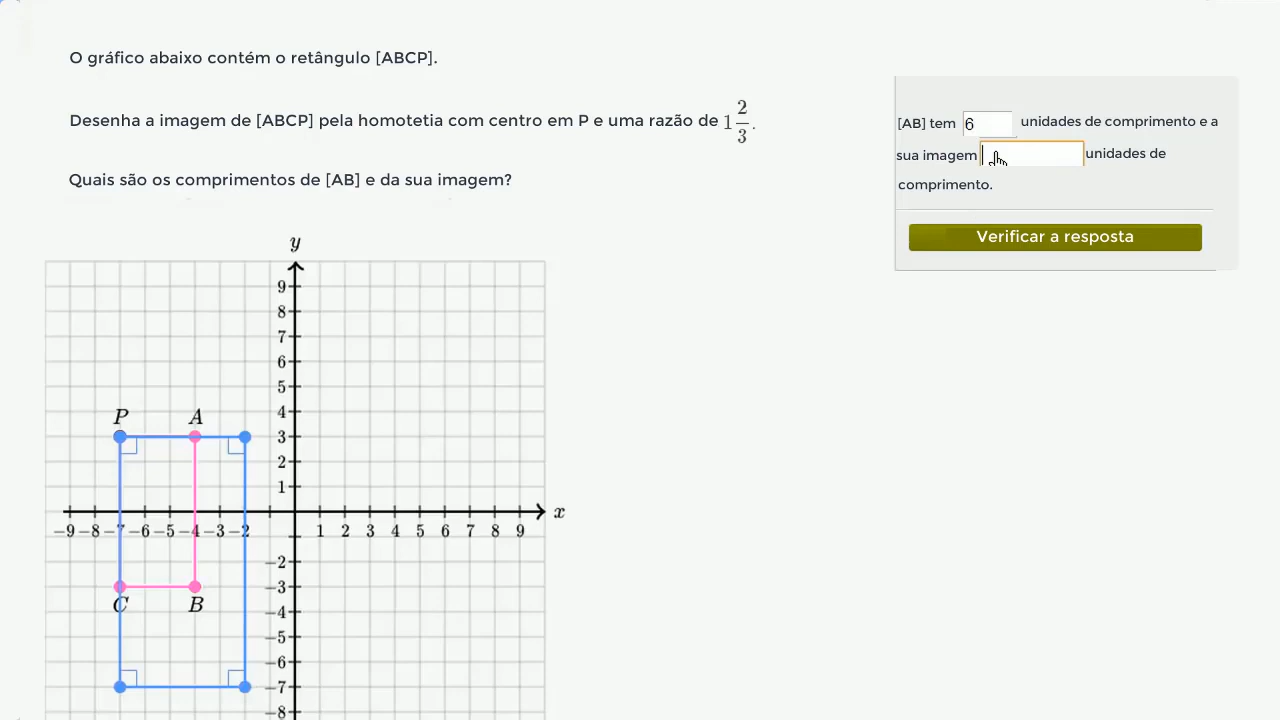 O gráfico abaixo contém o retângulo [ABCP].
Desenha a imagem de [ABCP] pela homotetia com centro em P e uma razão de 1 2/3.
Quais são os comprimentos de [AB] e da sua imagem?
[AB] tem 6 unidades de comprimento e a
sua imagem unidades de
comprimento.
Verificar a resposta
y
9
8
7
6
5
4
P A
3
2
1
x
−9 −8 −7 −6 −5 −4 −3 −2 1 2 3 4 5 6 7 8 9
−2
−3
C B
−4
−5
−6
−7
−8